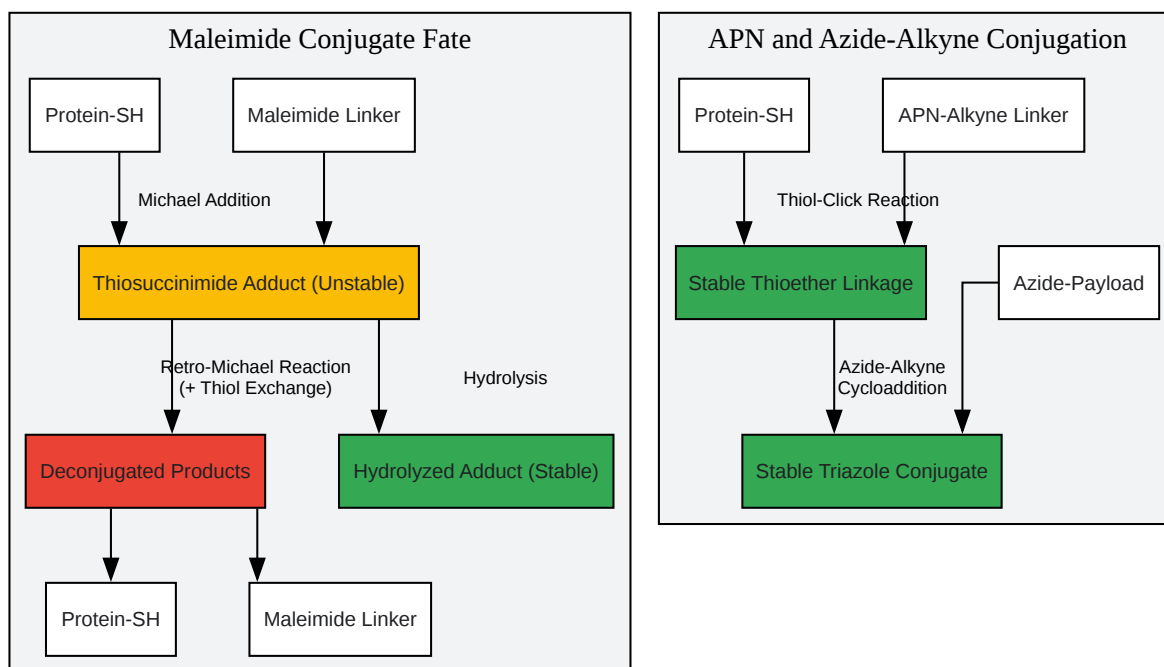 Maleimide Conjugate Fate
Protein-SH
Maleimide Linker
Michael Addition
Thiosuccinimide Adduct (Unstable)
Retro-Michael Reaction
(+ Thiol Exchange)
Hydrolysis
Deconjugated Products
Hydrolyzed Adduct (Stable)
Protein-SH
Maleimide Linker
APN and Azide-Alkyne Conjugation
Protein-SH
APN-Alkyne Linker
Thiol-Click Reaction
Stable Thioether Linkage
Azide-Payload
Azide-Alkyne
Cycloaddition
Stable Triazole Conjugate